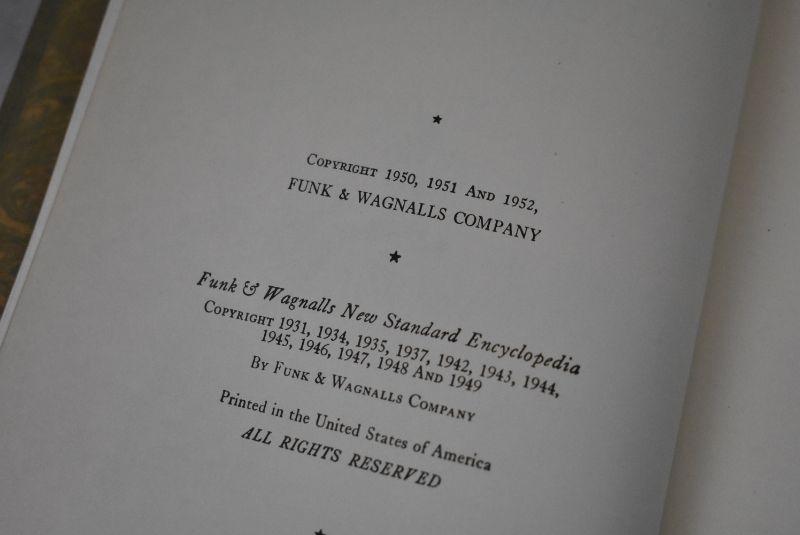 Copyright 1950, 1951 And 1952,
FUNK & WAGNALLS COMPANY
Funk & Wagnalls New Standard Encyclopedia
Copyright 1931, 1934, 1935, 1937, 1942, 1943, 1944,
1945, 1946, 1947, 1948 And 1949
By Funk & Wagnalls Company
Printed in the United States of America
ALL RIGHTS RESERVED